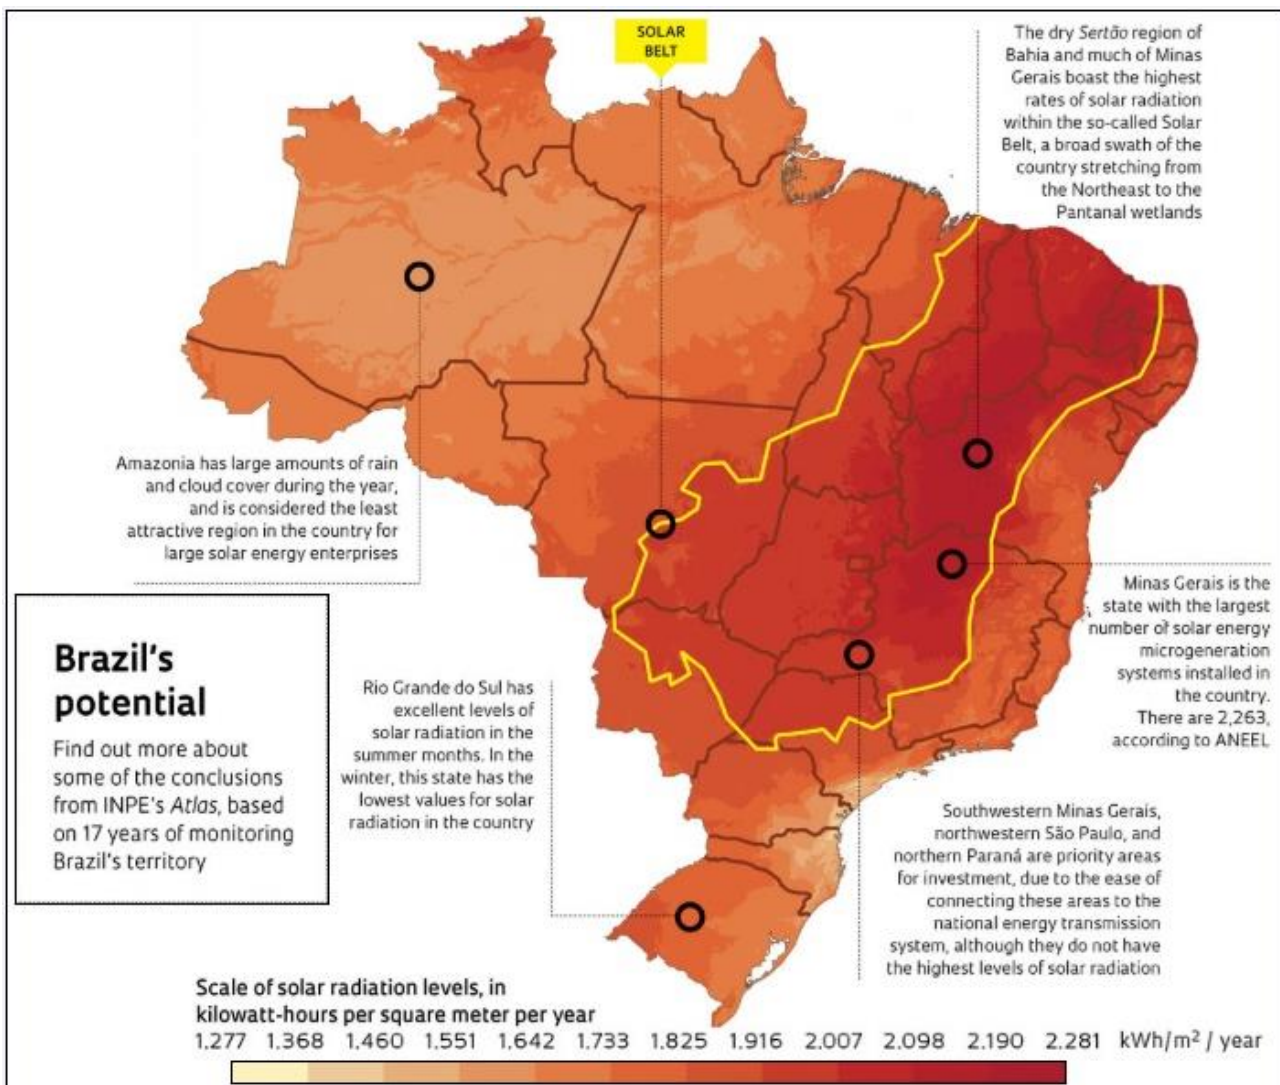 SOLAR
BELT
The dry Sertão region of
Bahia and much of Minas
Gerais boast the highest
rates of solar radiation
within the so-called Solar
Belt, a broad swath of the
country stretching from
the Northeast to the
Pantanal wetlands
Amazonia has large amounts of rain
and cloud cover during the year,
and is considered the least
attractive region in the country for
large solar energy enterprises
Minas Gerais is the
state with the largest
number of solar energy
microgeneration
systems installed in
the country.
There are 2,263,
according to ANEEL
Brazil's
potential
Find out more about
some of the conclusions
from INPE's Atlas, based
on 17 years of monitoring
Brazil's territory
Rio Grande do Sul has
excellent levels of
solar radiation in the
summer months. In the
winter, this state has the
lowest values for solar
radiation in the country
Southwestern Minas Gerais,
northwestern São Paulo, and
northern Paraná are priority areas
for investment, due to the ease of
connecting these areas to the
national energy transmission
system, although they do not have
the highest levels of solar radiation
Scale of solar radiation levels, in
kilowatt-hours per square meter per year
1,277 1,368 1,460 1,551 1,642 1,733 1,825 1,916 2,007 2,098 2,190 2,281 kWh/m² / year